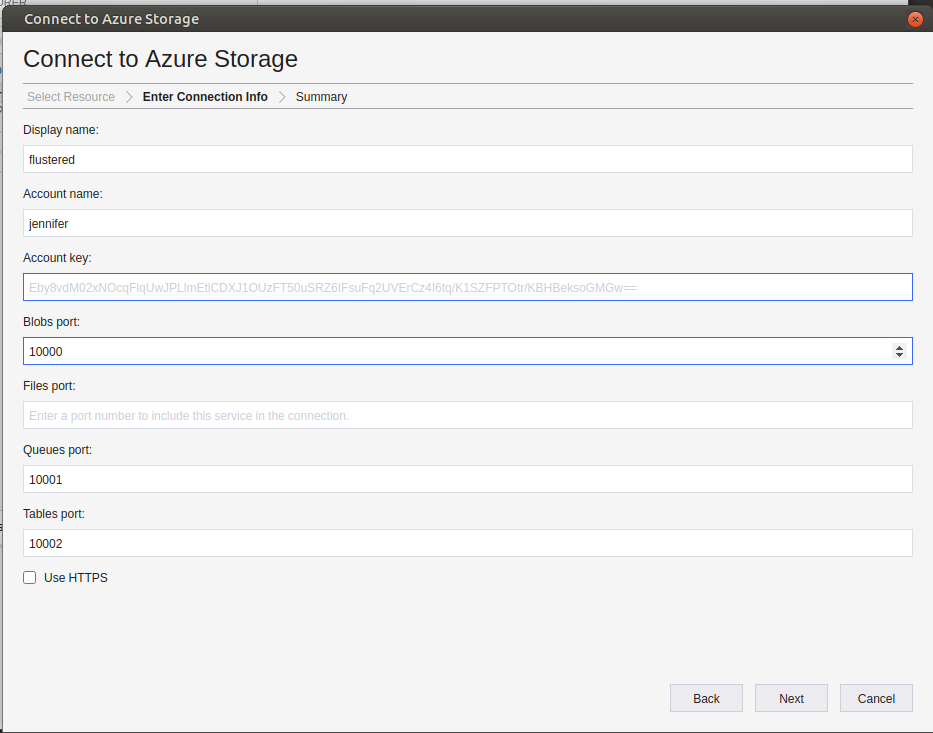 Connect to Azure Storage
Connect to Azure Storage
Select Resource > Enter Connection Info > Summary
Display name:
flustered
Account name:
jennifer
Account key:
Eby8vdM02xNOcqFlqUwJPLlmEtlCDXJ1OUzFT50uSRZ6IFsuFq2UVErCz4I6tq/K1SZFPTOtr/KBHBeksoGMGw==
Blobs port:
10000
Files port:
Enter a port number to include this service in the connection.
Queues port:
10001
Tables port:
10002
Use HTTPS
Back Next Cancel